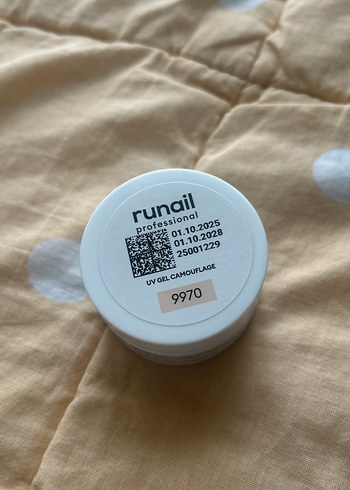 runail
professional
01.10.2025
01.10.2028
25001229
UV GEL CAMOUFLAGE
9970